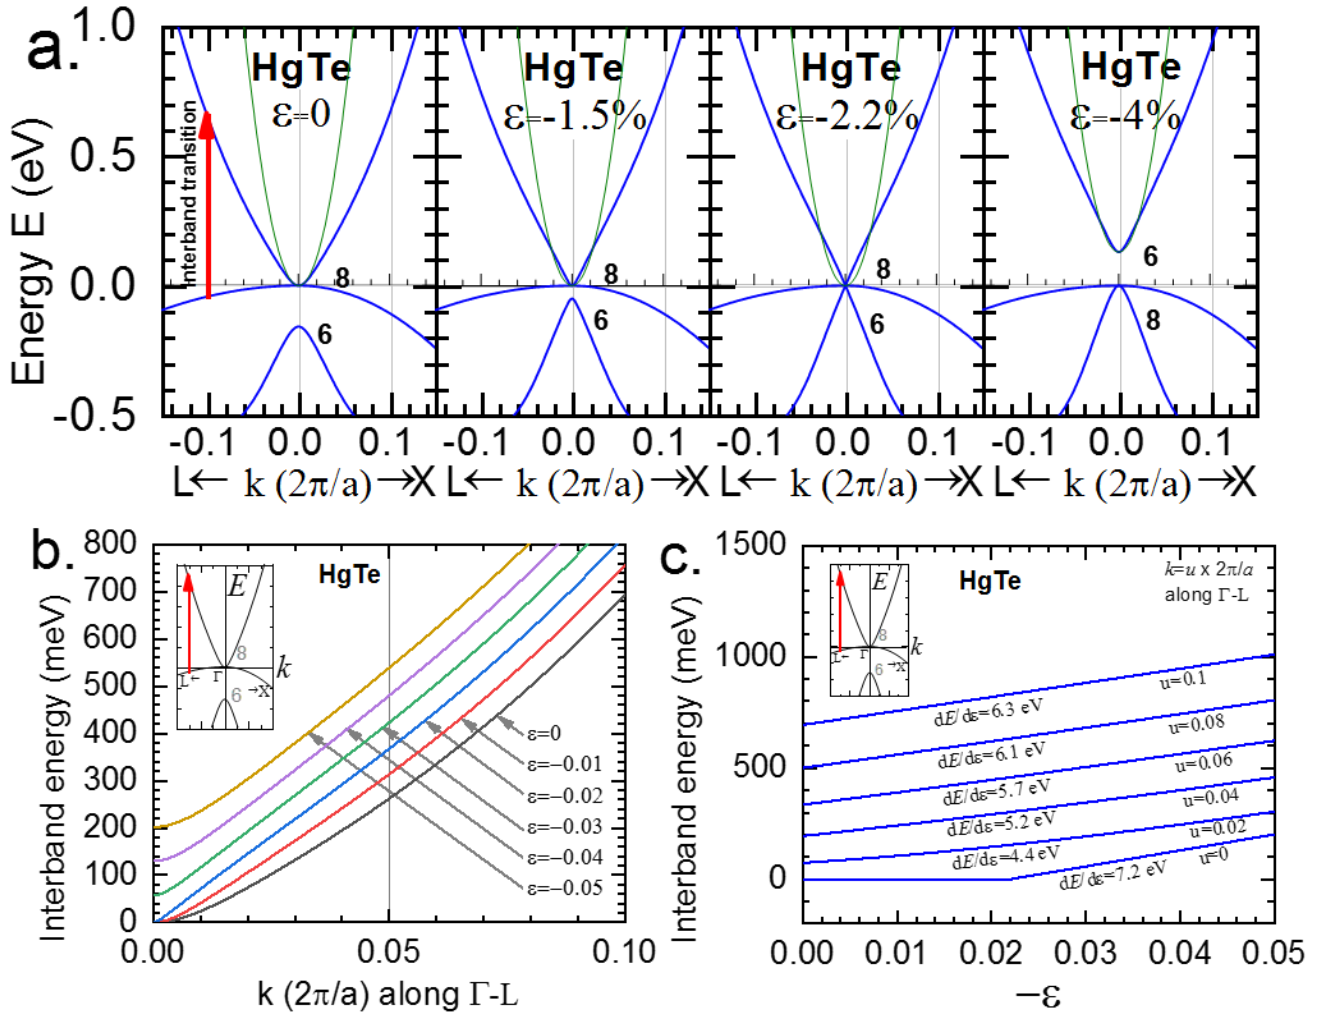 a.
Energy E (eV)
1.0
0.5
0.0
-0.5
HgTe
ε=0
Interband transition
8
6
HgTe
ε=-1.5%
8
6
HgTe
ε=-2.2%
8
6
HgTe
ε=-4%
6
8
-0.1 0.0 0.1 -0.1 0.0 0.1 -0.1 0.0 0.1 -0.1 0.0 0.1
L← k (2π/a) →X L← k (2π/a) →X L← k (2π/a) →X L← k (2π/a) →X
b.
Interband energy (meV)
800
700
600
500
400
300
200
100
0
HgTe
E
8
k
L← Γ →X
6
ε=0
ε=−0.01
ε=−0.02
ε=−0.03
ε=−0.04
ε=−0.05
0.00 0.05 0.10
k (2π/a) along Γ-L
c.
Interband energy (meV)
1500
1000
500
0
HgTe
k=u x 2π/a
along Γ-L
E
8
k
L← Γ
6 →X
u=0.1
dE/dε=6.3 eV
u=0.08
dE/dε=6.1 eV
u=0.06
dE/dε=5.7 eV
u=0.04
dE/dε=5.2 eV
u=0.02
dE/dε=4.4 eV
u=0
dE/dε=7.2 eV
0.00 0.01 0.02 0.03 0.04 0.05
−ε